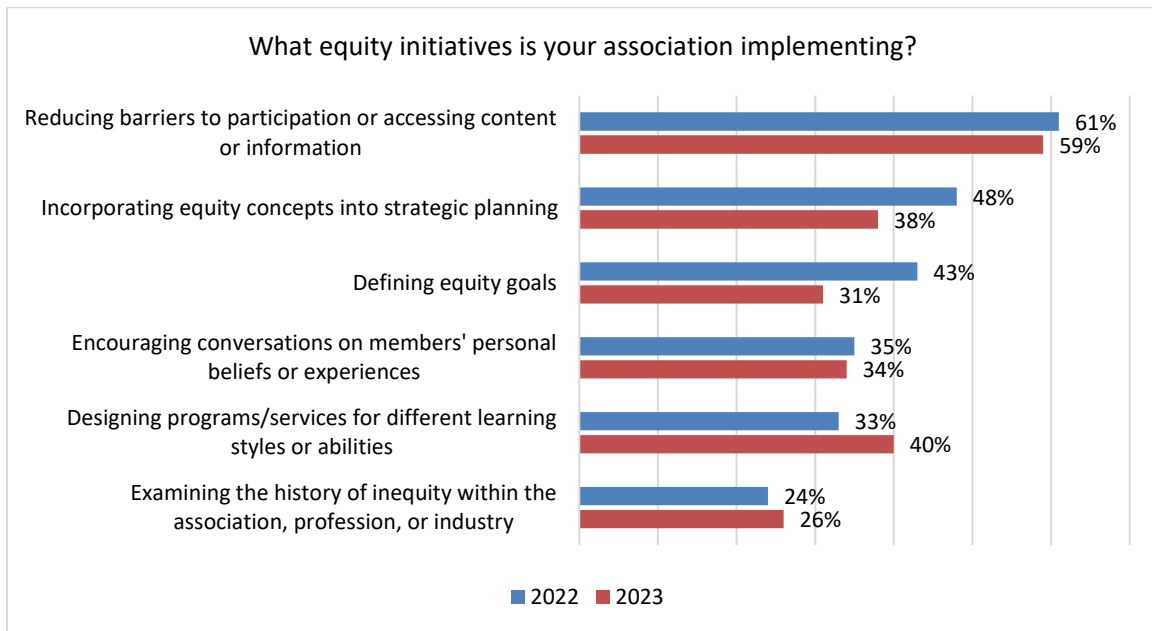 What equity initiatives is your association implementing?
Reducing barriers to participation or accessing content
or information
61%
59%
Incorporating equity concepts into strategic planning
48%
38%
Defining equity goals
43%
31%
Encouraging conversations on members' personal
beliefs or experiences
35%
34%
Designing programs/services for different learning
styles or abilities
33%
40%
Examining the history of inequity within the
association, profession, or industry
24%
26%
2022 2023